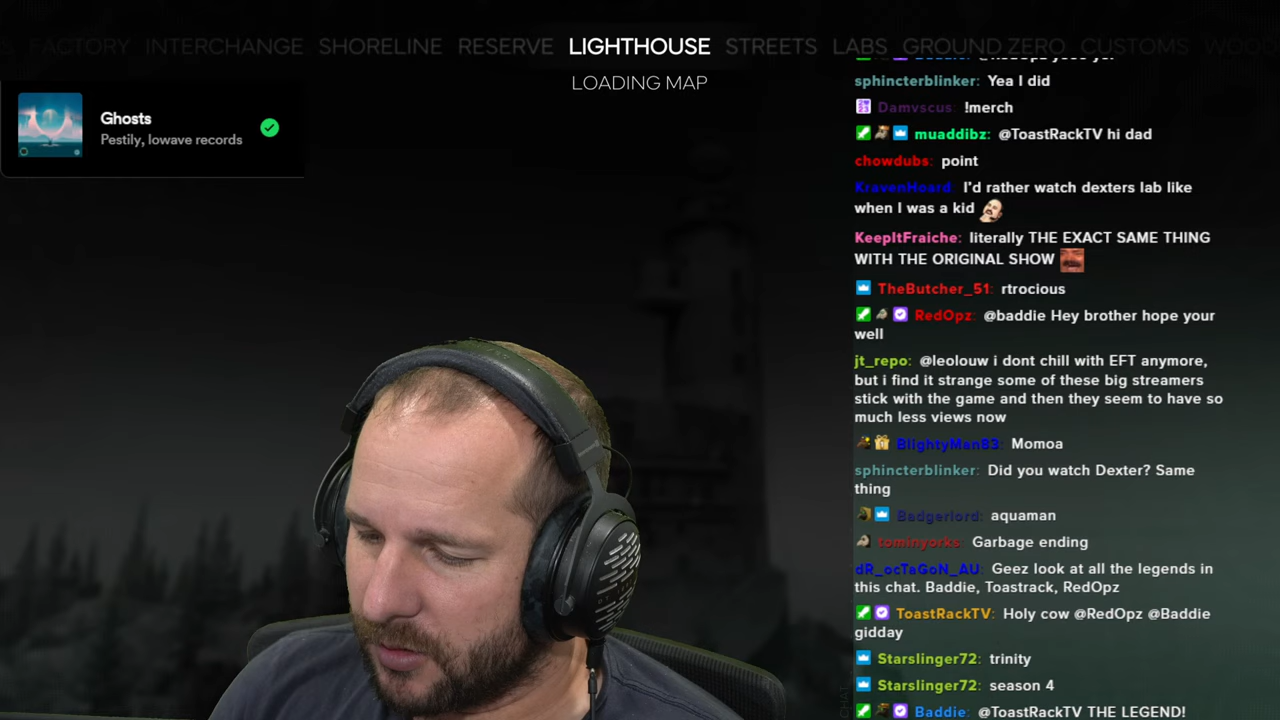 FACTORY INTERCHANGE SHORELINE RESERVE LIGHTHOUSE STREETS LABS GROUND ZERO CUSTOMS
LOADING MAP
Ghosts
Pestily, lowave records
sphincterblinker: Yea I did
Damvscus: !merch
muaddibz: @ToastRackTV hi dad
chowdubs: point
KravenHoard: I'd rather watch dexters lab like
when I was a kid
KeepItFraiche: literally THE EXACT SAME THING
WITH THE ORIGINAL SHOW
TheButcher_51: rtrocious
RedOpz: @baddie Hey brother hope your
well
jt_repo: @leolouw i dont chill with EFT anymore,
but i find it strange some of these big streamers
stick with the game and then they seem to have so
much less views now
BlightyMan83: Momoa
sphincterblinker: Did you watch Dexter? Same
thing
Badgerlord: aquaman
tominyorks: Garbage ending
dR_ocTaGoN_AU: Geez look at all the legends in
this chat. Baddie, Toastrack, RedOpz
ToastRackTV: Holy cow @RedOpz @Baddie
gidday
Starslinger72: trinity
Starslinger72: season 4
Baddie: @ToastRackTV THE LEGEND!